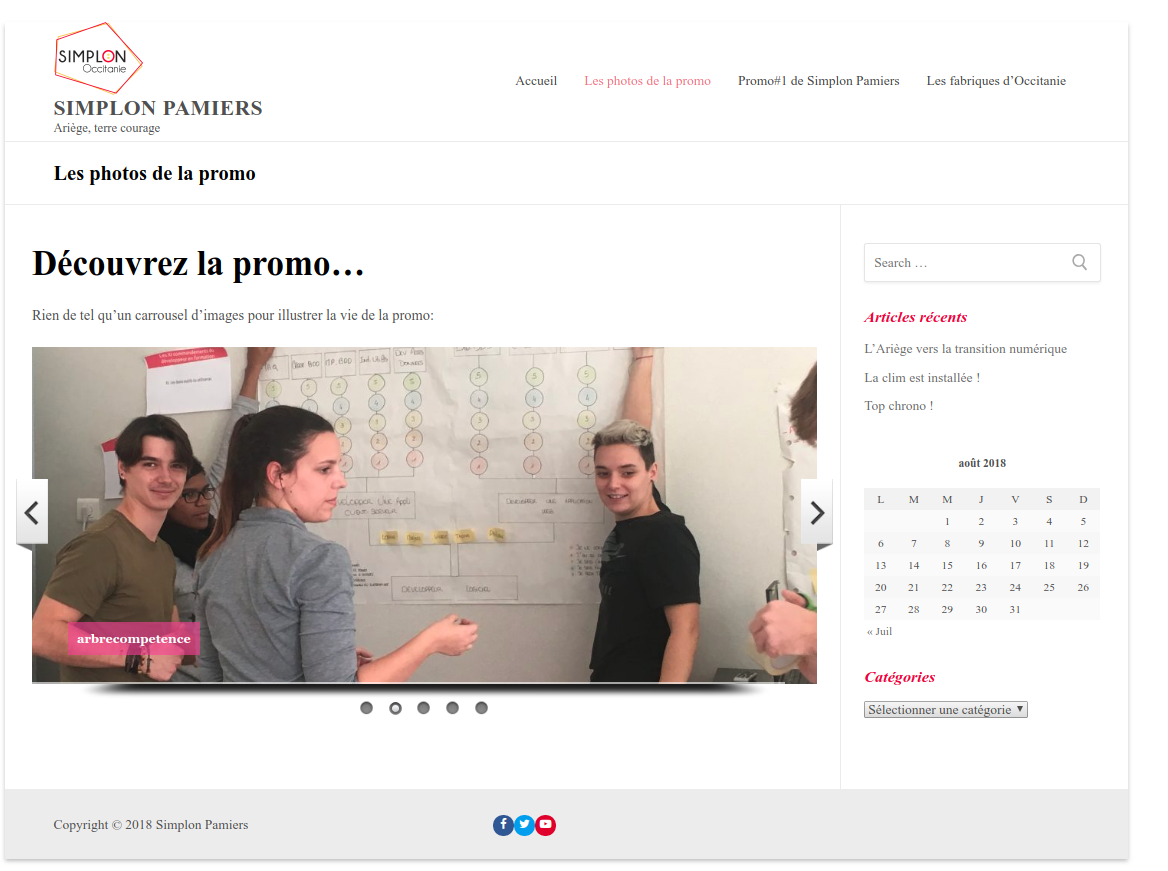 SIMPLON
Occitanie
SIMPLON PAMIERS
Ariège, terre courage
Accueil
Les photos de la promo
Promo#1 de Simplon Pamiers
Les fabriques d’Occitanie
Les photos de la promo
Découvrez la promo…
Rien de tel qu’un carrousel d’images pour illustrer la vie de la promo:
arbrecompetence
Search …
Articles récents
L’Ariège vers la transition numérique
La clim est installée !
Top chrono !
août 2018
L M M J V S D
1 2 3 4 5
6 7 8 9 10 11 12
13 14 15 16 17 18 19
20 21 22 23 24 25 26
27 28 29 30 31
« Juil
Catégories
Sélectionner une catégorie
Copyright © 2018 Simplon Pamiers